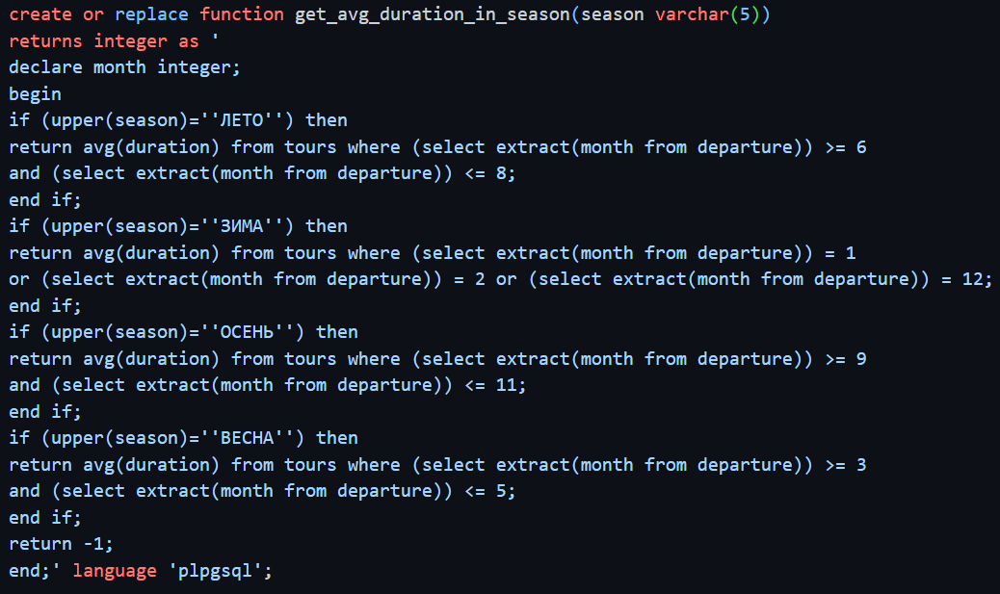 create or replace function get_avg_duration_in_season(season varchar(5))
returns integer as '
declare month integer;
begin
if (upper(season)=''ЛЕТО'') then
return avg(duration) from tours where (select extract(month from departure)) >= 6
and (select extract(month from departure)) <= 8;
end if;
if (upper(season)=''ЗИМА'') then
return avg(duration) from tours where (select extract(month from departure)) = 1
or (select extract(month from departure)) = 2 or (select extract(month from departure)) = 12;
end if;
if (upper(season)=''ОСЕНЬ'') then
return avg(duration) from tours where (select extract(month from departure)) >= 9
and (select extract(month from departure)) <= 11;
end if;
if (upper(season)=''ВЕСНА'') then
return avg(duration) from tours where (select extract(month from departure)) >= 3
and (select extract(month from departure)) <= 5;
end if;
return -1;
end;' language 'plpgsql';